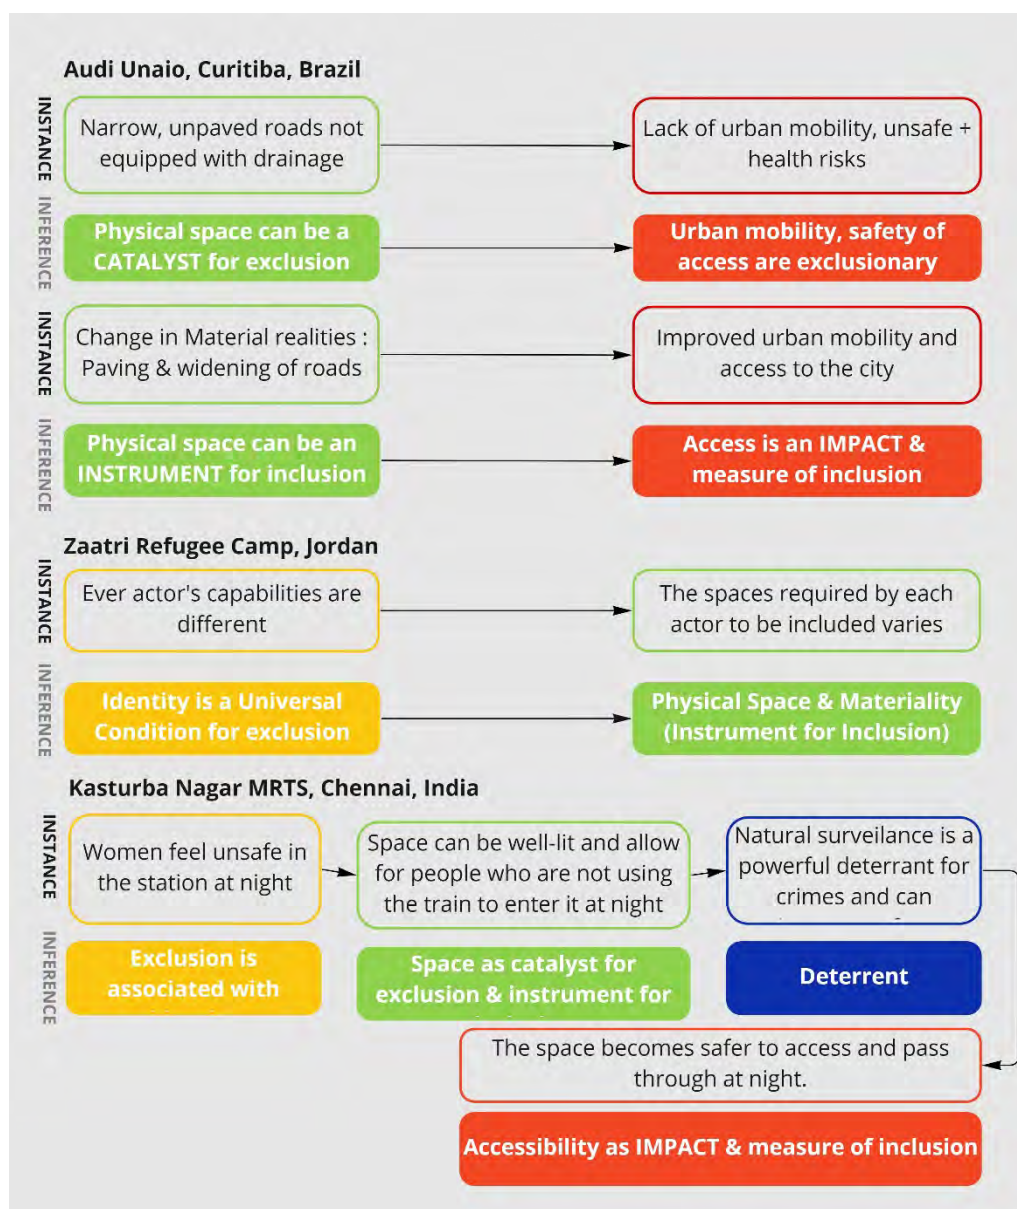 Audi Unaio, Curitiba, Brazil
INSTANCE
Narrow, unpaved roads not
equipped with drainage
Lack of urban mobility, unsafe +
health risks
INFERENCE
Physical space can be a
CATALYST for exclusion
Urban mobility, safety of
access are exclusionary
INSTANCE
Change in Material realities :
Paving & widening of roads
Improved urban mobility and
access to the city
INFERENCE
Physical space can be an
INSTRUMENT for inclusion
Access is an IMPACT &
measure of inclusion
Zaatri Refugee Camp, Jordan
INSTANCE
Ever actor's capabilities are
different
The spaces required by each
actor to be included varies
INFERENCE
Identity is a Universal
Condition for exclusion
Physical Space & Materiality
(Instrument for Inclusion)
Kasturba Nagar MRTS, Chennai, India
INSTANCE
Women feel unsafe in
the station at night
Space can be well-lit and allow
for people who are not using
the train to enter it at night
Natural surveilance is a
powerful deterrant for
crimes and can
INFERENCE
Exclusion is
associated with
Space as catalyst for
exclusion & instrument for
Deterrent
The space becomes safer to access and pass
through at night.
Accessibility as IMPACT & measure of inclusion